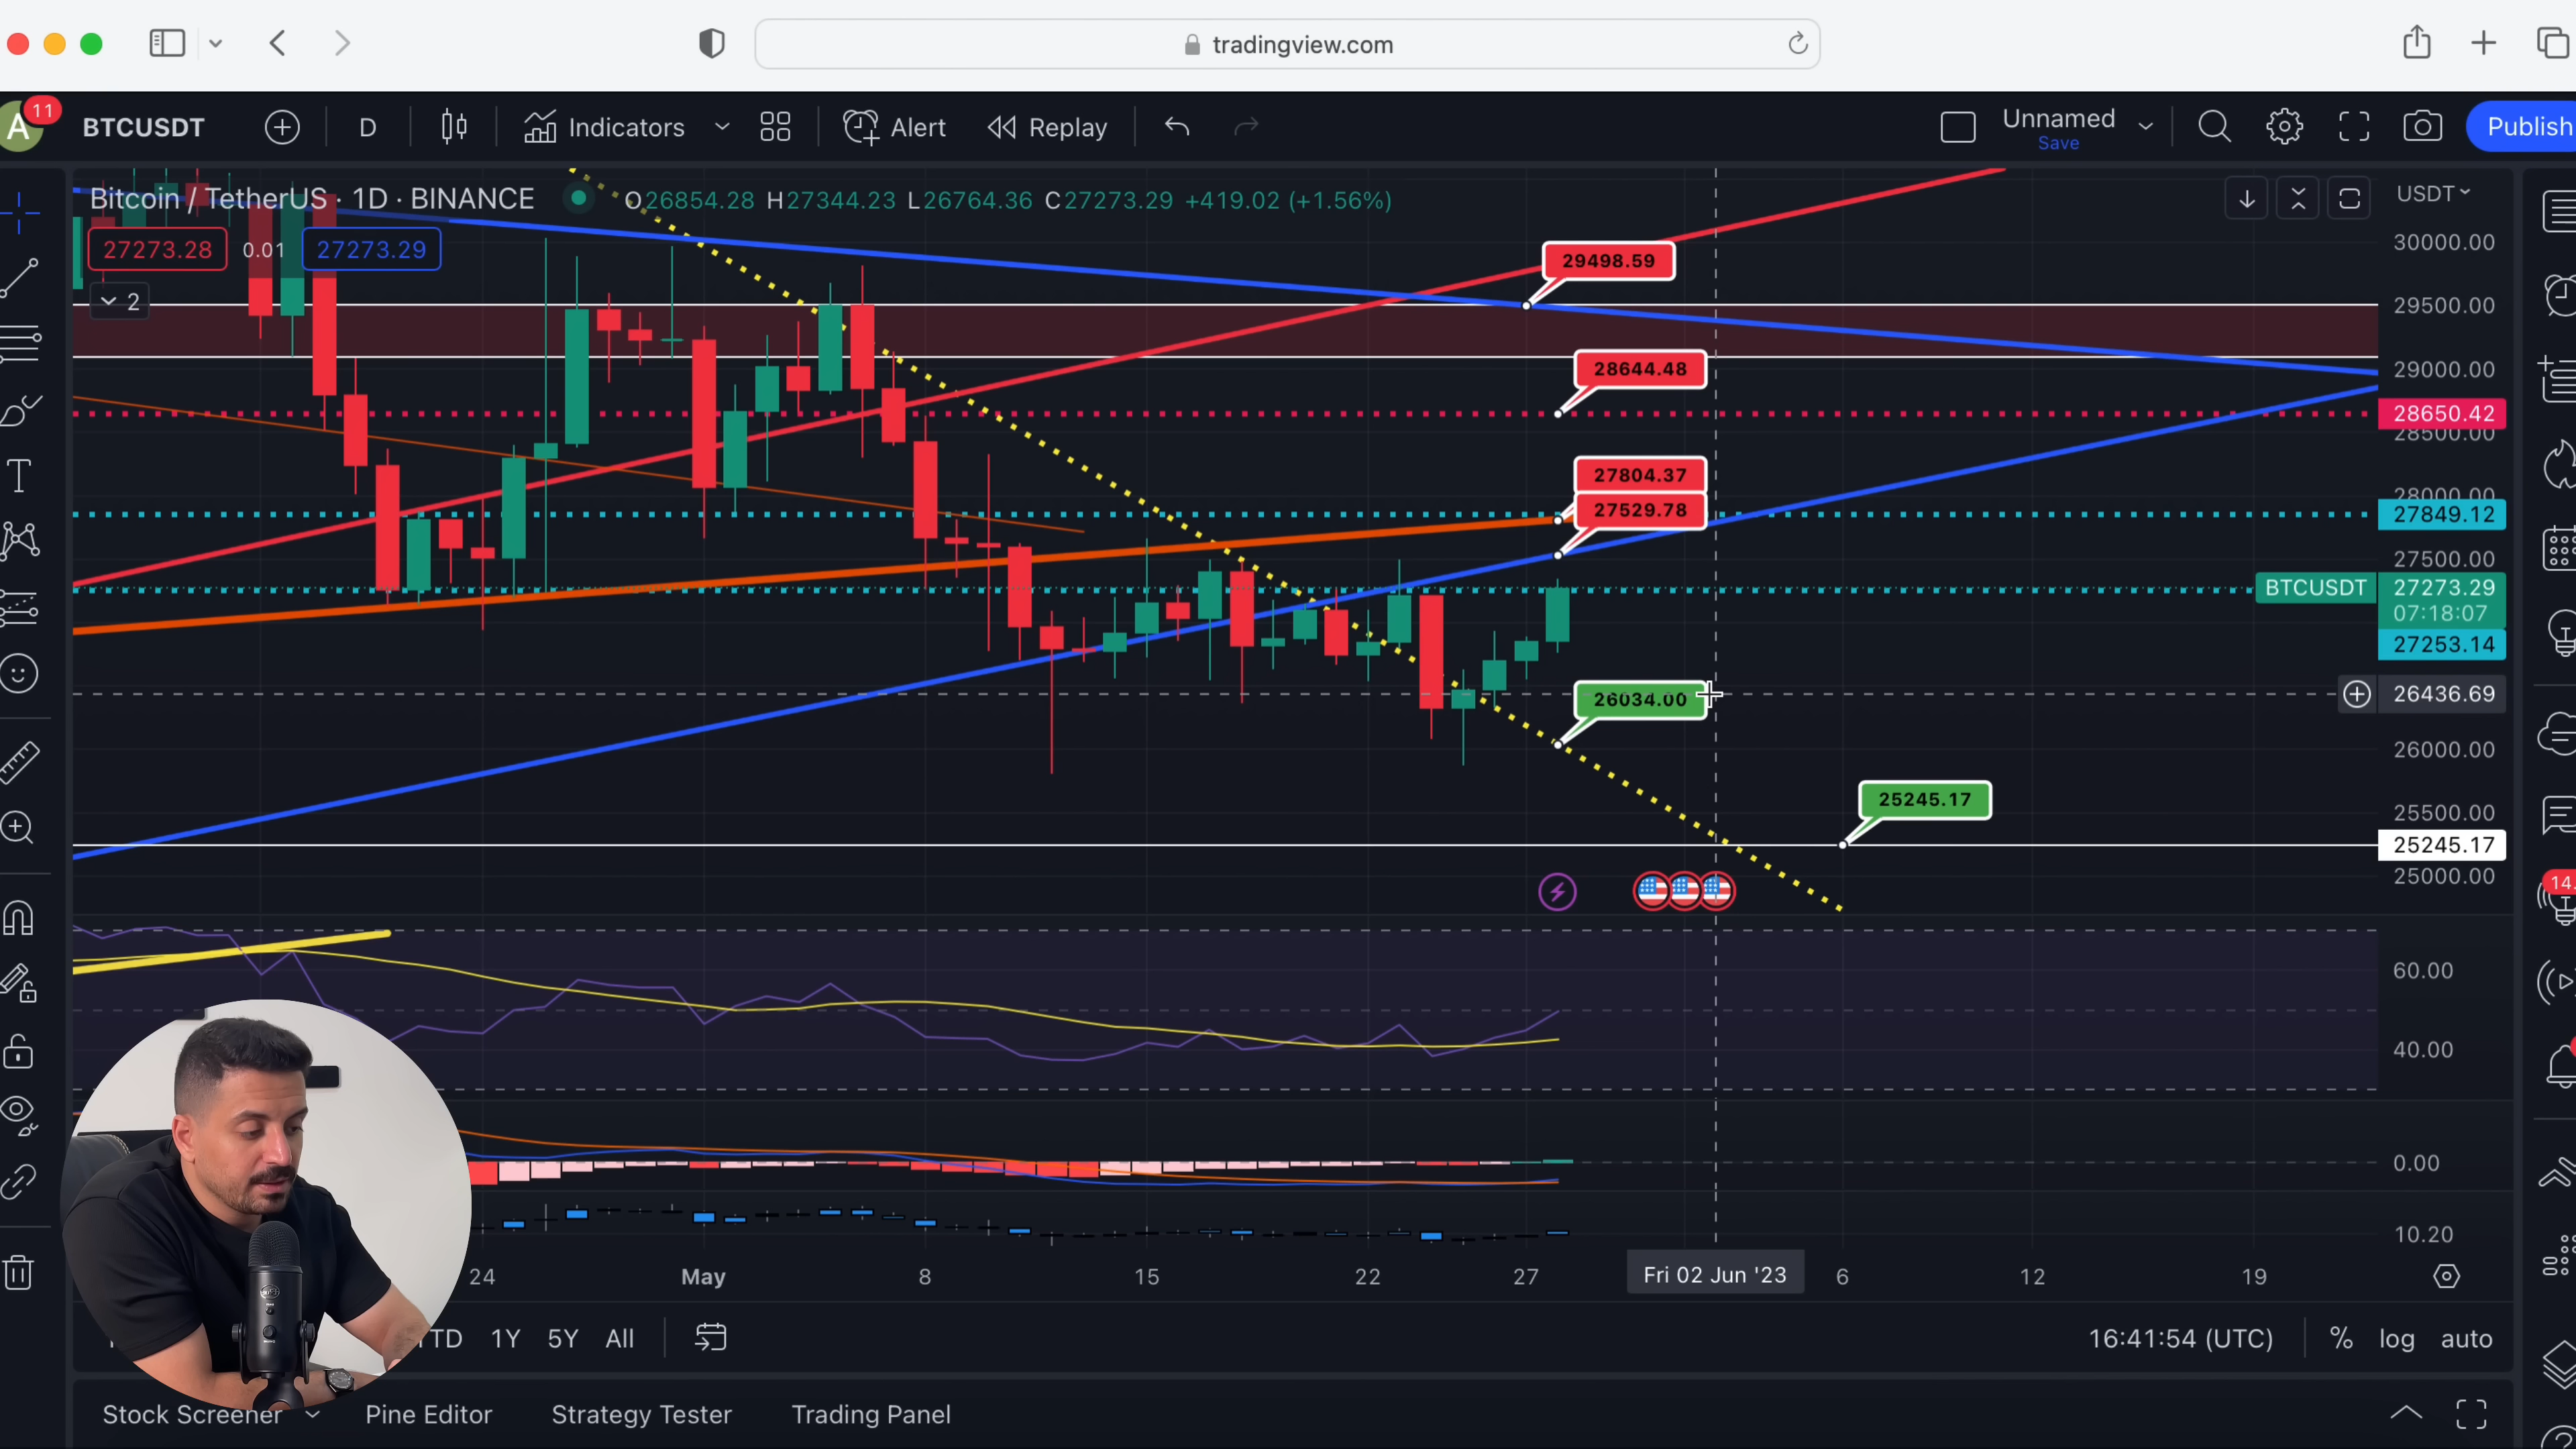 tradingview.com
A
11
BTCUSDT
D
Indicators
Alert
Replay
Unnamed
Save
Publish
Bitcoin / TetherUS · 1D · BINANCE
O26854.28 H27344.23 L26764.36 C27273.29 +419.02 (+1.56%)
27273.28
0.01
27273.29
2
USDT
30000.00
29500.00
29000.00
28650.42
28500.00
28000.00
27849.12
27500.00
BTCUSDT
27273.29
07:18:07
27253.14
26436.69
26000.00
25500.00
25245.17
25000.00
29498.59
28644.48
27804.37
27529.78
26034.00
25245.17
14.
60.00
40.00
0.00
10.20
24
May
8
15
22
27
Fri 02 Jun '23
6
12
19
TD
1Y
5Y
All
16:41:54 (UTC)
%
log
auto
Stock Screener
Pine Editor
Strategy Tester
Trading Panel